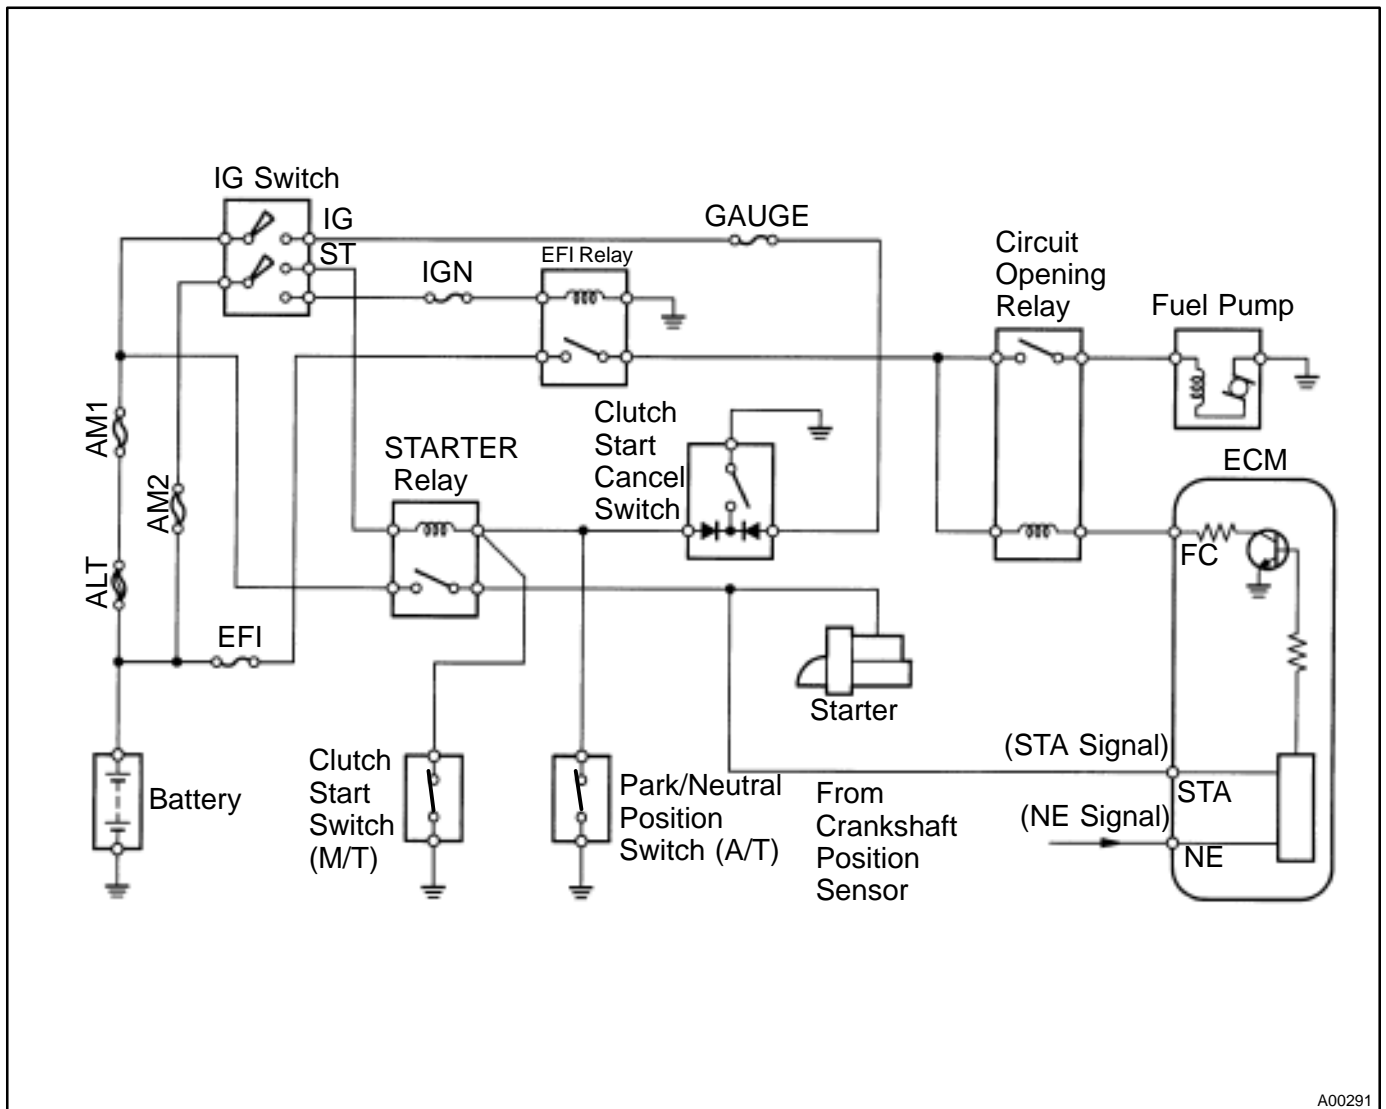 IG Switch
IG
ST
GAUGE
IGN
EFI Relay
Circuit
Opening
Relay
Fuel Pump
AM1
AM2
ALT
EFI
STARTER
Relay
Clutch
Start
Cancel
Switch
ECM
FC
Starter
Battery
Clutch
Start
Switch
(M/T)
Park/Neutral
Position
Switch (A/T)
From
Crankshaft
Position
Sensor
(STA Signal)
STA
(NE Signal)
NE
A00291